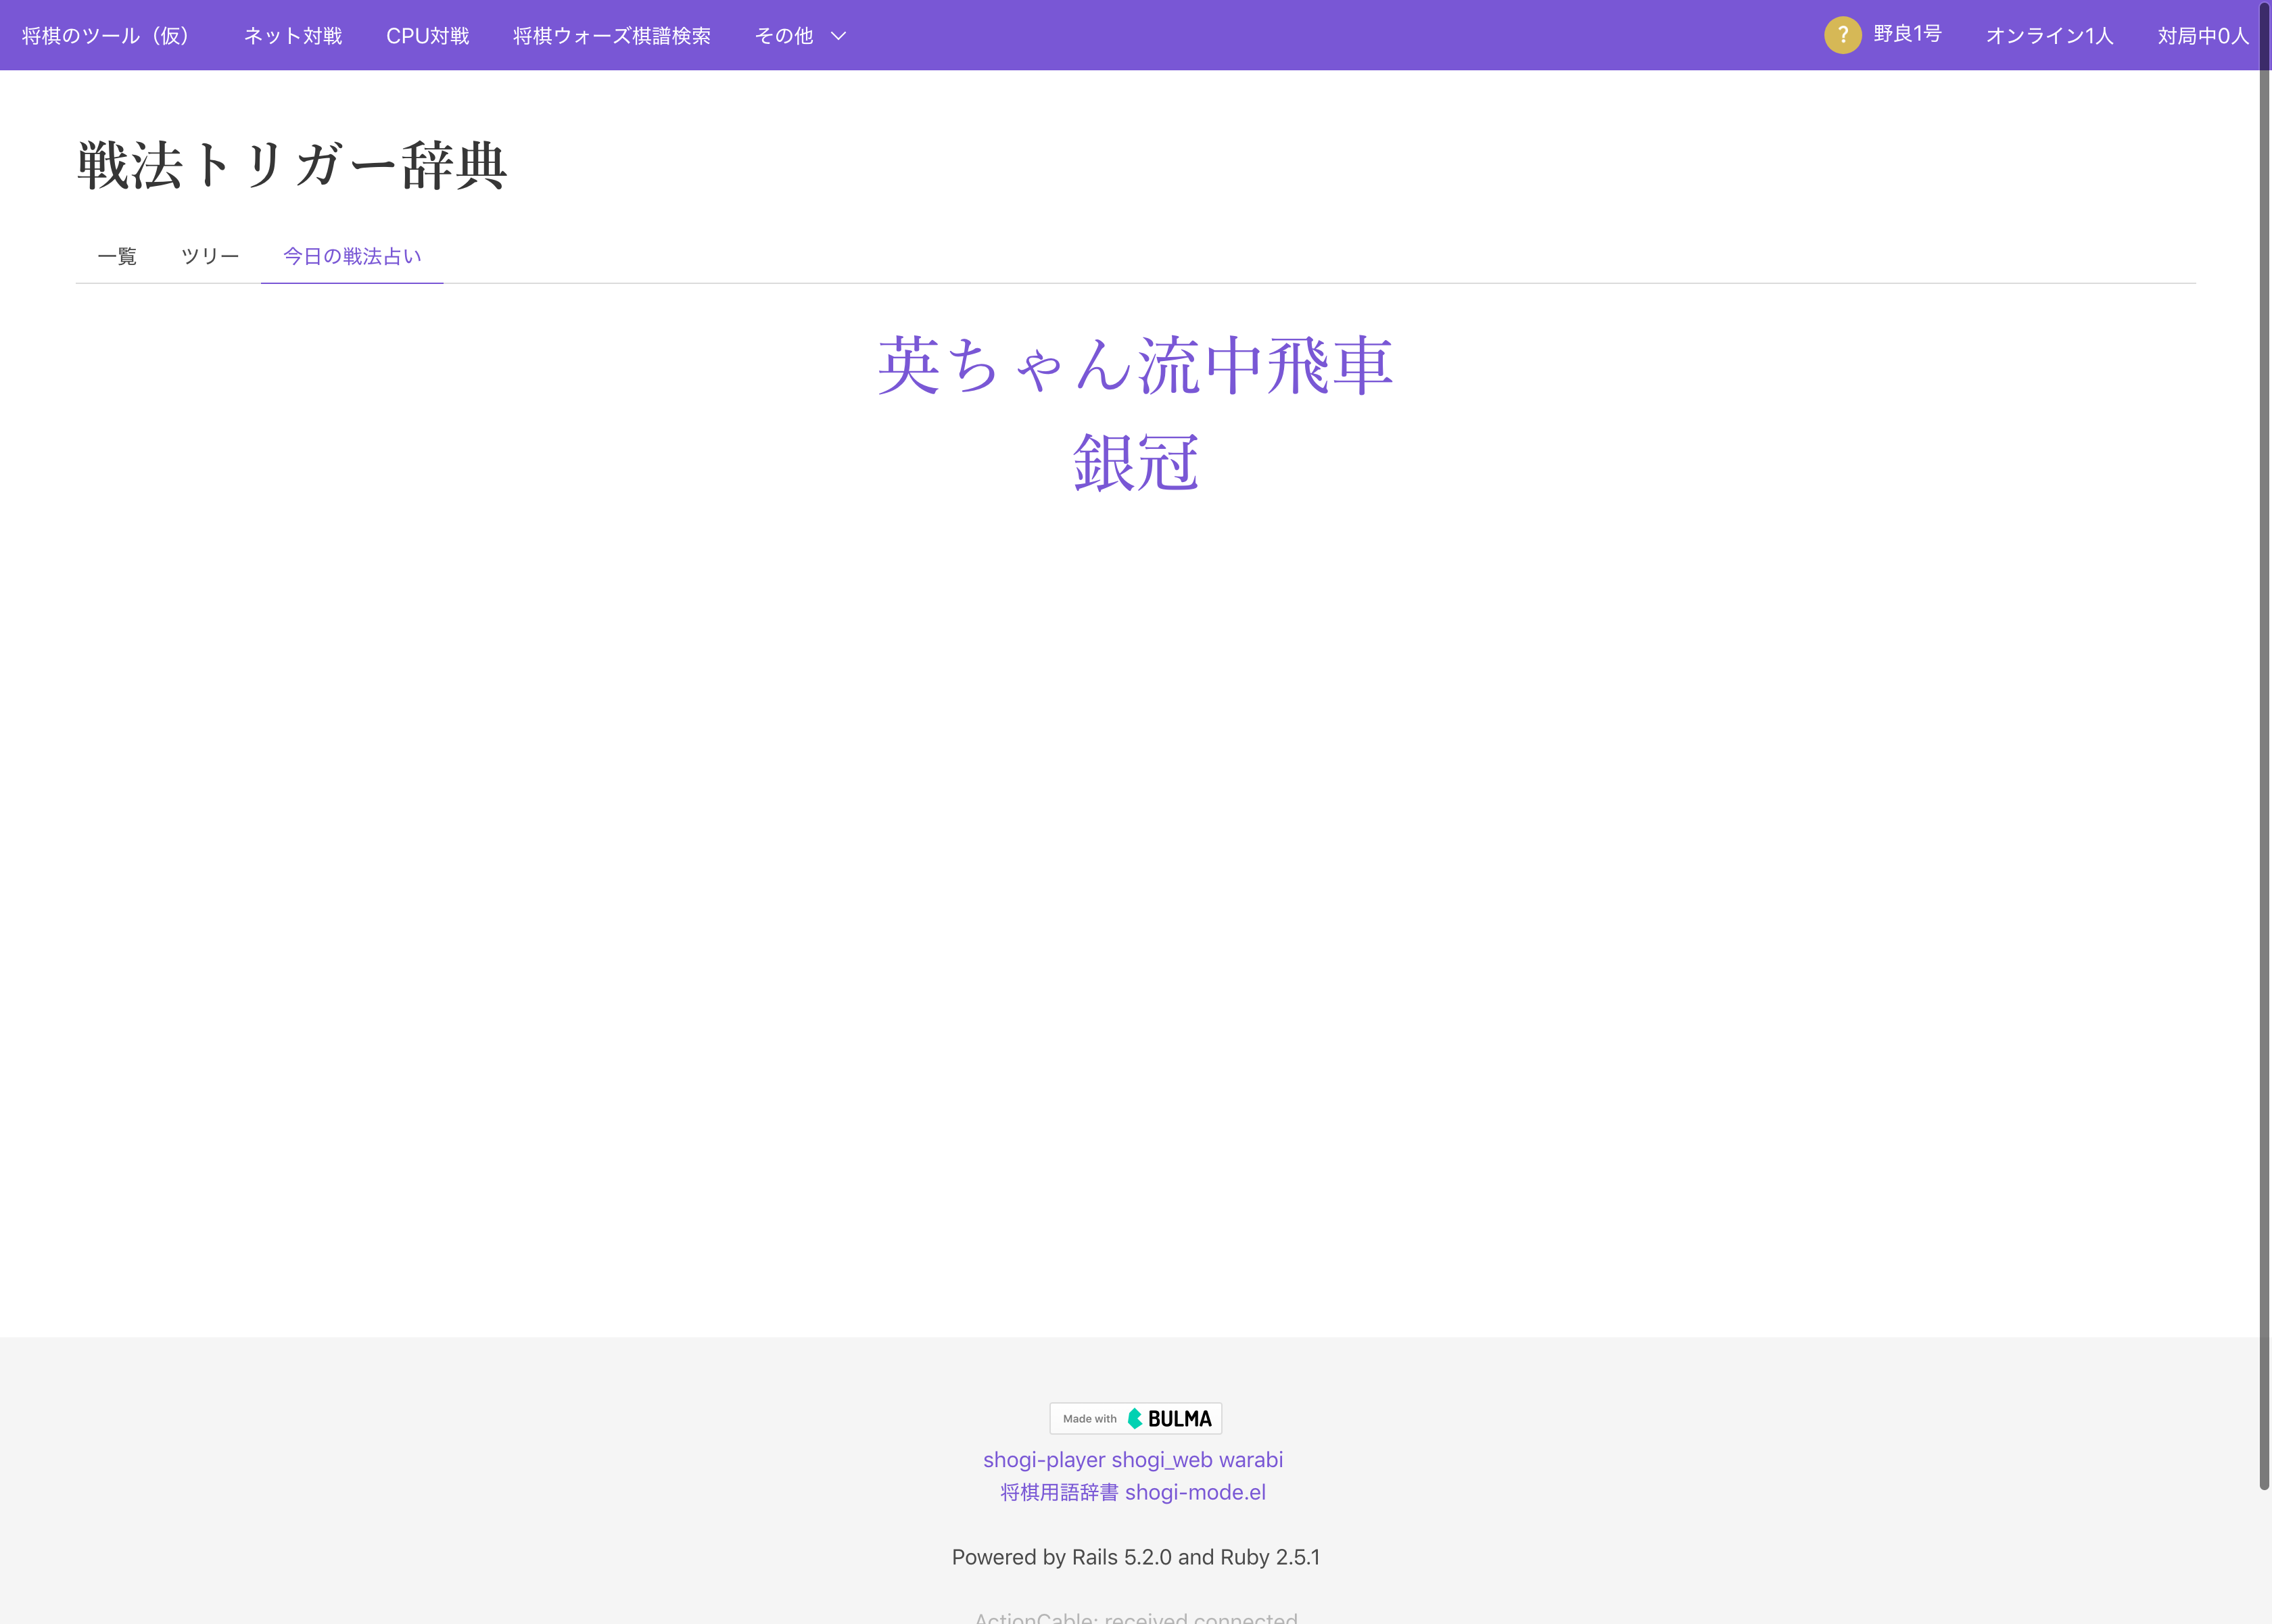 将棋のツール（仮） ネット対戦 CPU対戦 将棋ウォーズ棋譜検索 その他 ? 野良1号 オンライン1人 対局中0人
戦法トリガー辞典
一覧 ツリー 今日の戦法占い
英ちゃん流中飛車
銀冠
Made with BULMA
shogi-player shogi_web warabi
将棋用語辞書 shogi-mode.el
Powered by Rails 5.2.0 and Ruby 2.5.1
ActionCable: received connected